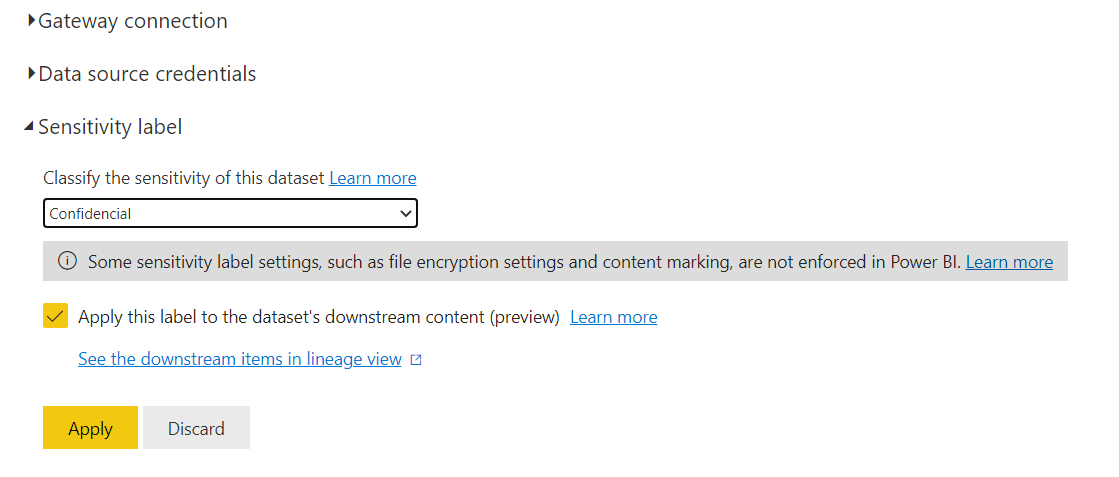 Gateway connection
Data source credentials
Sensitivity label
Classify the sensitivity of this dataset Learn more
Confidencial
Some sensitivity label settings, such as file encryption settings and content marking, are not enforced in Power BI. Learn more
Apply this label to the dataset's downstream content (preview) Learn more
See the downstream items in lineage view
Apply Discard